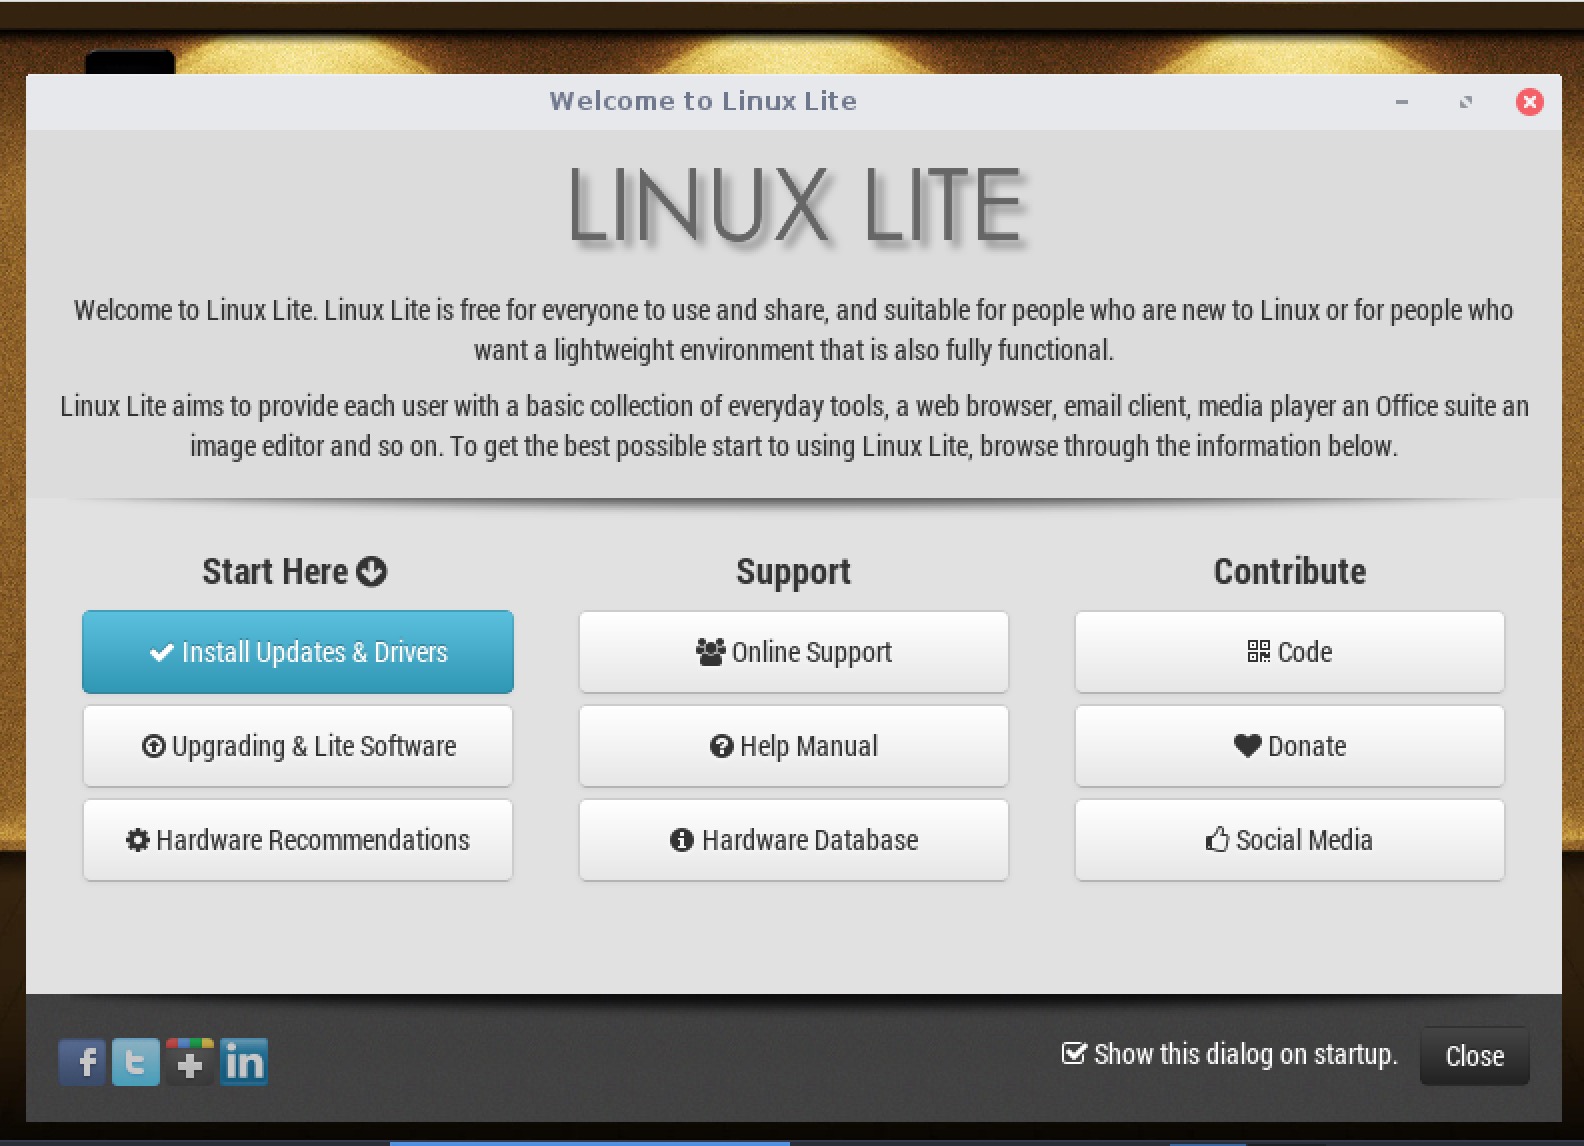 Welcome to Linux Lite
LINUX LITE
Welcome to Linux Lite. Linux Lite is free for everyone to use and share, and suitable for people who are new to Linux or for people who
want a lightweight environment that is also fully functional.
Linux Lite aims to provide each user with a basic collection of everyday tools, a web browser, email client, media player an Office suite an
image editor and so on. To get the best possible start to using Linux Lite, browse through the information below.
Start Here
Install Updates & Drivers
Upgrading & Lite Software
Hardware Recommendations
Support
Online Support
Help Manual
Hardware Database
Contribute
Code
Donate
Social Media
f t + in
Show this dialog on startup.
Close